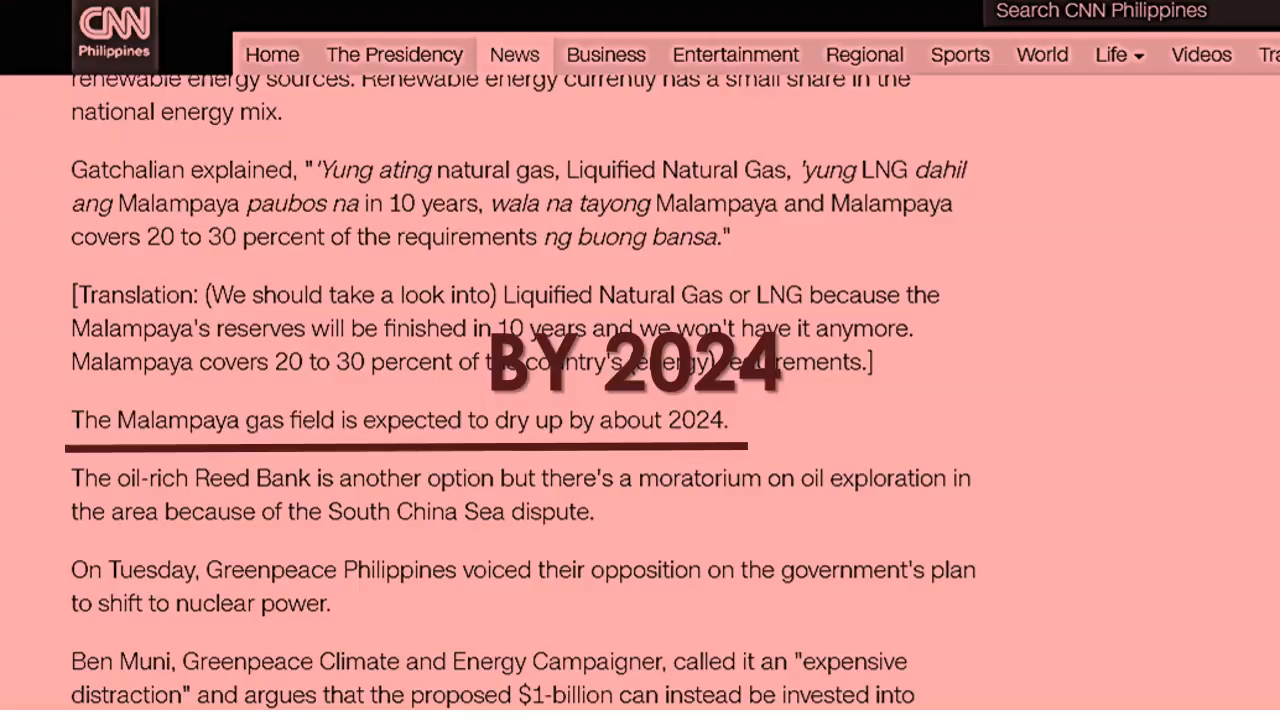 CNN
Philippines
Search CNN Philippines
Home The Presidency News Business Entertainment Regional Sports World Life Videos
renewable energy sources. Renewable energy currently has a small share in the
national energy mix.
Gatchalian explained, "'Yung ating natural gas, Liquified Natural Gas, 'yung LNG dahil
ang Malampaya paubos na in 10 years, wala na tayong Malampaya and Malampaya
covers 20 to 30 percent of the requirements ng buong bansa."
[Translation: (We should take a look into) Liquified Natural Gas or LNG because the
Malampaya's reserves will be finished in 10 years and we won't have it anymore.
Malampaya covers 20 to 30 percent of the country's (energy) requirements.]
BY 2024
The Malampaya gas field is expected to dry up by about 2024.
The oil-rich Reed Bank is another option but there's a moratorium on oil exploration in
the area because of the South China Sea dispute.
On Tuesday, Greenpeace Philippines voiced their opposition on the government's plan
to shift to nuclear power.
Ben Muni, Greenpeace Climate and Energy Campaigner, called it an "expensive
distraction" and argues that the proposed $1-billion can instead be invested into